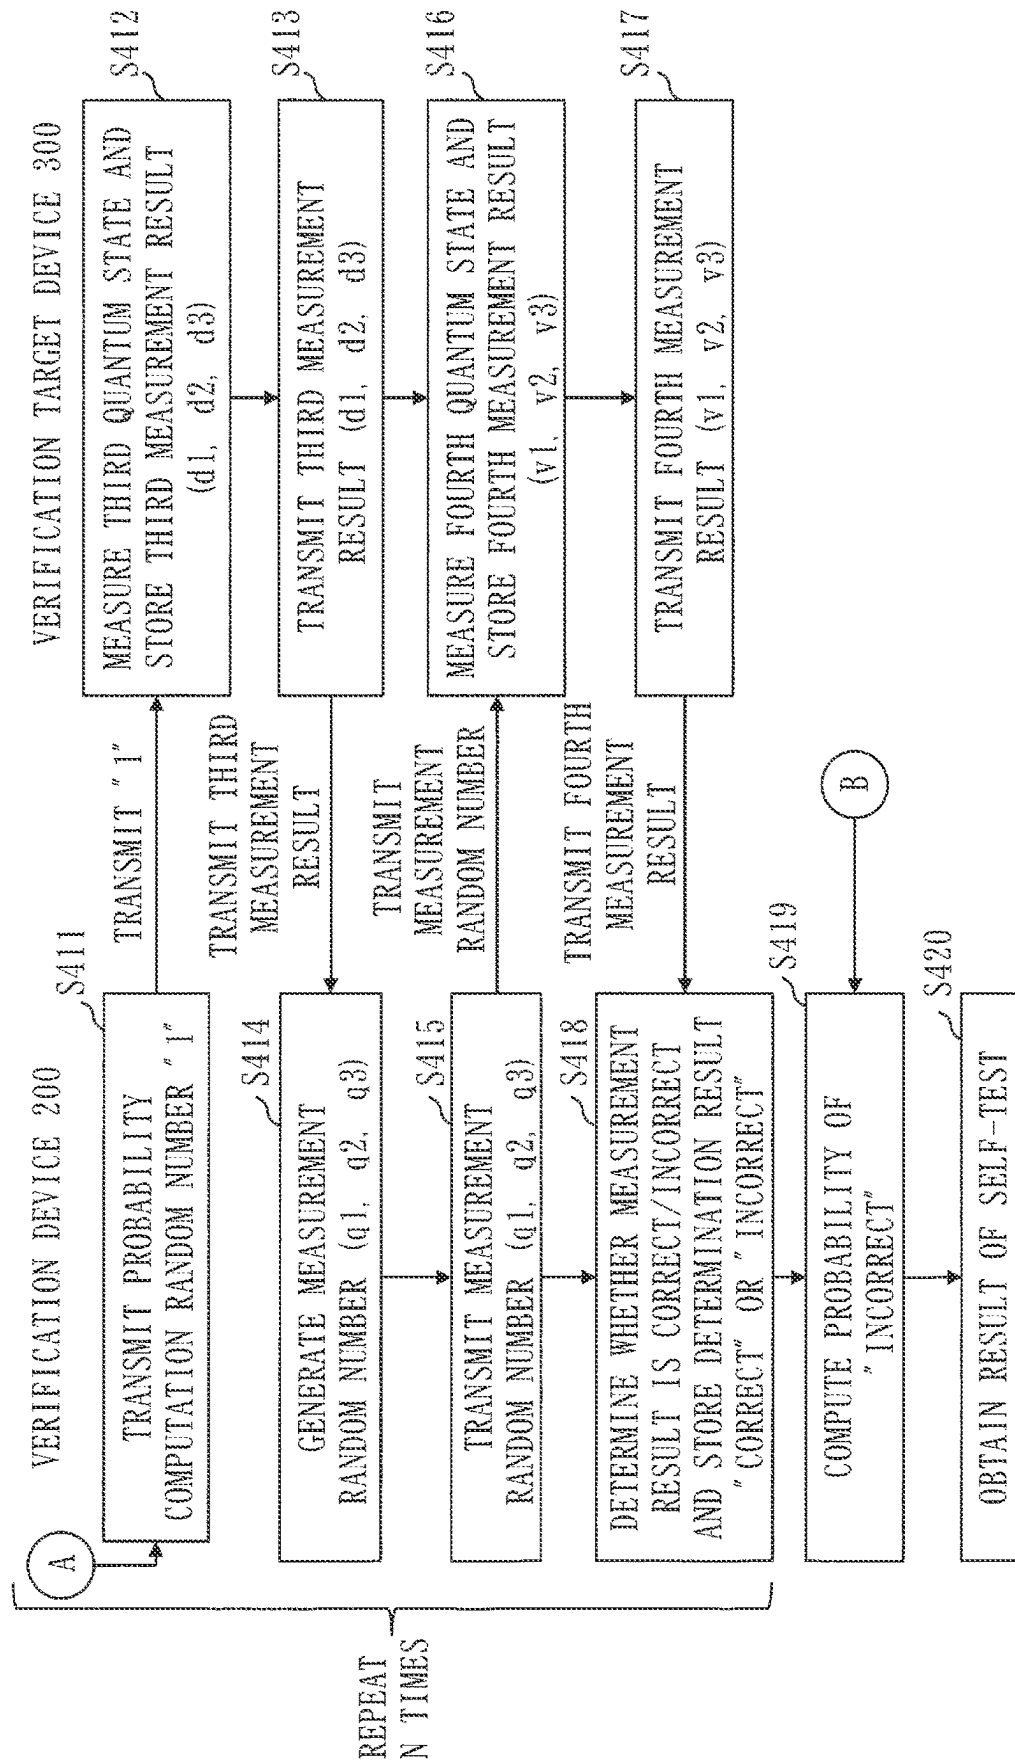 VERIFICATION DEVICE 200
VERIFICATION TARGET DEVICE 300
A
S411
TRANSMIT PROBABILITY
COMPUTATION RANDOM NUMBER "1"
TRANSMIT "1"
S412
MEASURE THIRD QUANTUM STATE AND
STORE THIRD MEASUREMENT RESULT
(d1, d2, d3)
TRANSMIT THIRD
MEASUREMENT
RESULT
S413
TRANSMIT THIRD MEASUREMENT
RESULT (d1, d2, d3)
S414
GENERATE MEASUREMENT
RANDOM NUMBER (q1, q2, q3)
REPEAT
N TIMES
S415
TRANSMIT MEASUREMENT
RANDOM NUMBER (q1, q2, q3)
TRANSMIT
MEASUREMENT
RANDOM NUMBER
S416
MEASURE FOURTH QUANTUM STATE AND
STORE FOURTH MEASUREMENT RESULT
(v1, v2, v3)
TRANSMIT FOURTH
MEASUREMENT
RESULT
S417
TRANSMIT FOURTH MEASUREMENT
RESULT (v1, v2, v3)
S418
DETERMINE WHETHER MEASUREMENT
RESULT IS CORRECT/INCORRECT
AND STORE DETERMINATION RESULT
"CORRECT" OR "INCORRECT"
S419
COMPUTE PROBABILITY OF
"INCORRECT"
B
S420
OBTAIN RESULT OF SELF-TEST